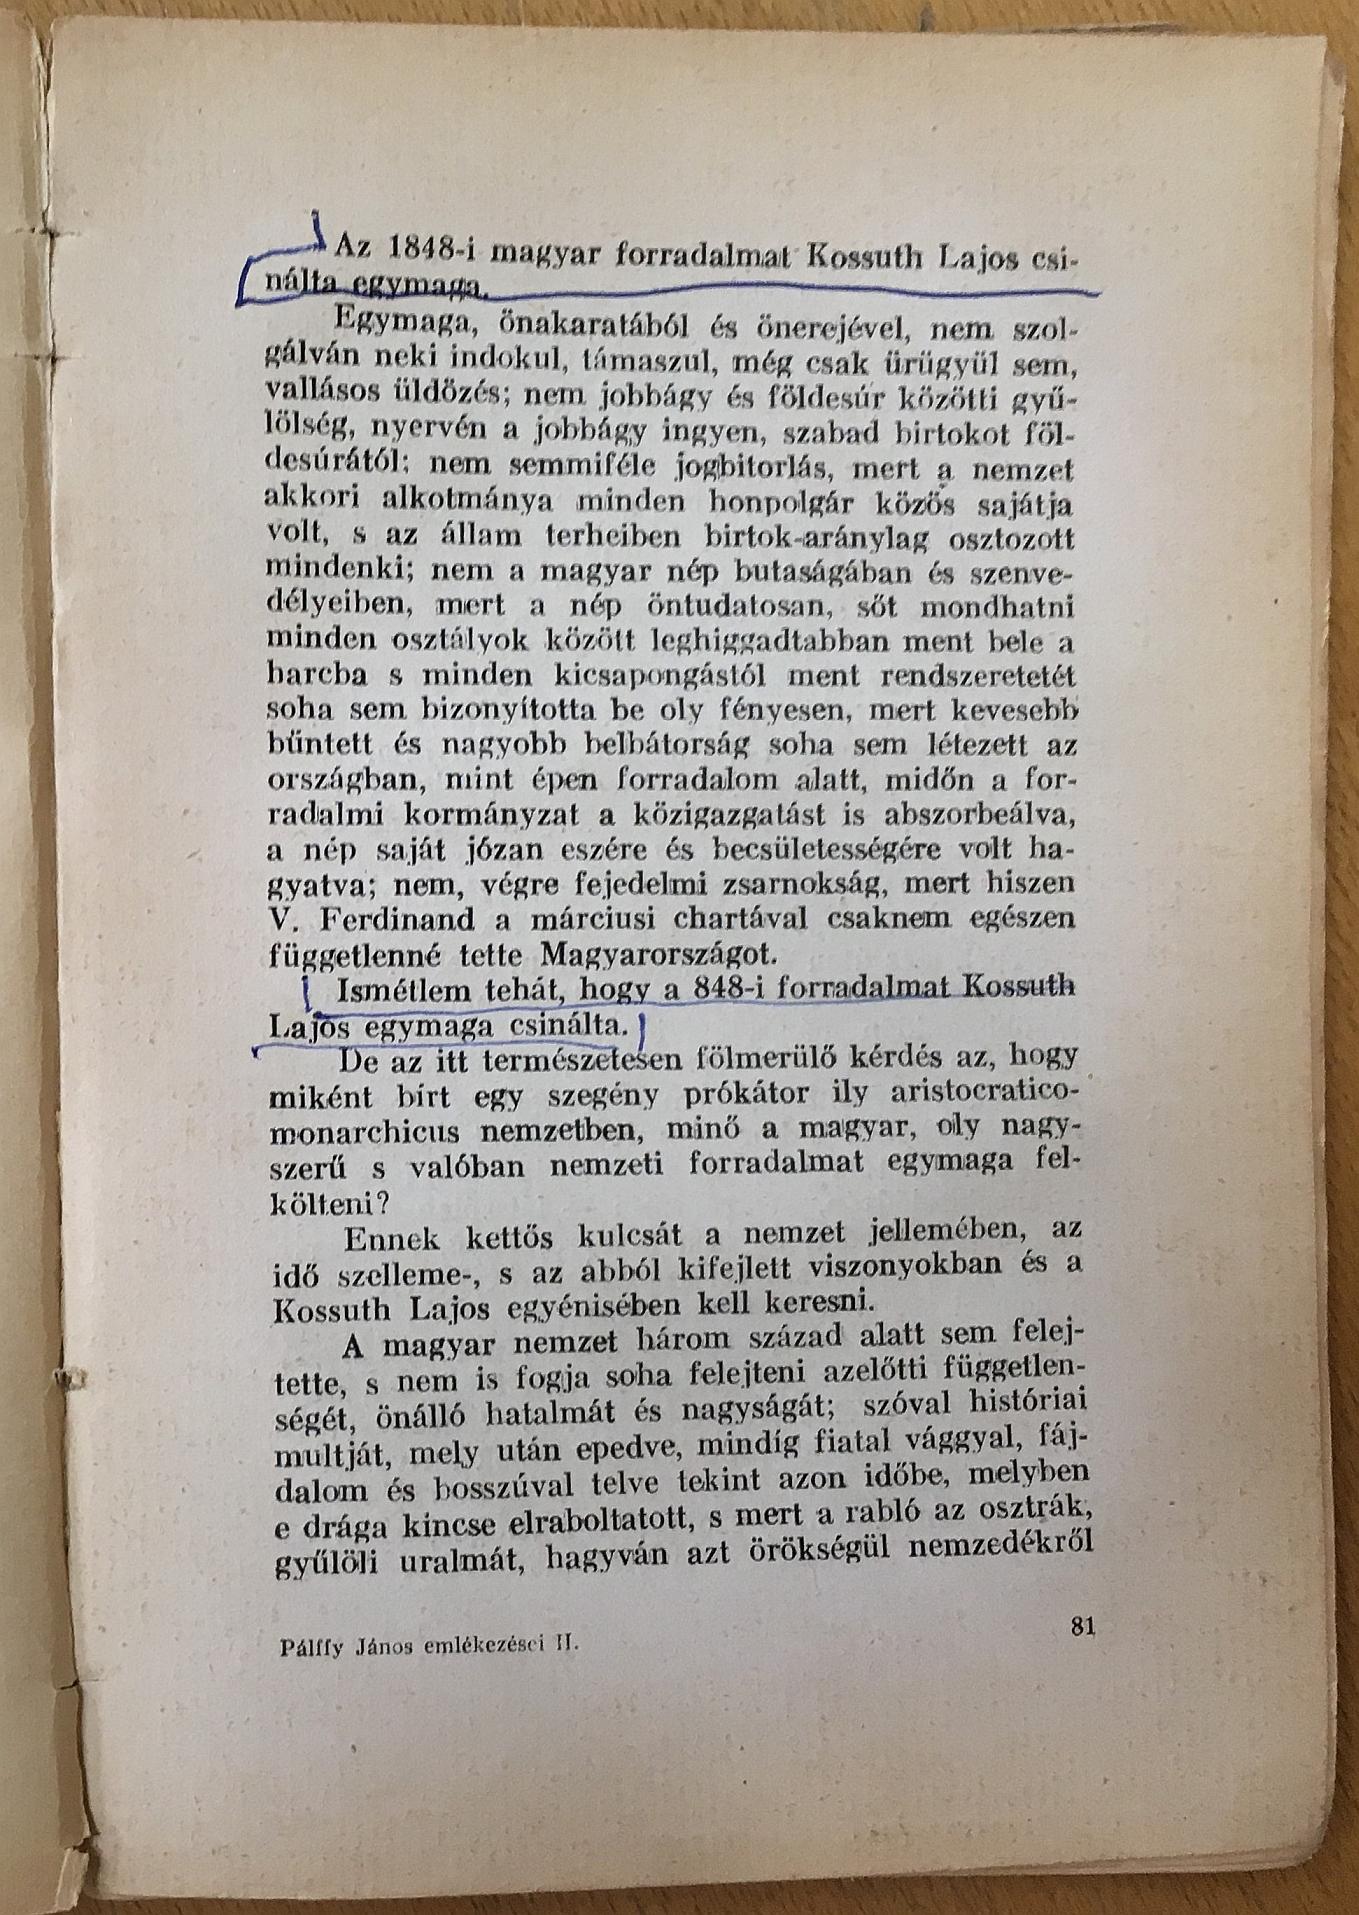 Az 1848-i magyar forradalmat Kossuth Lajos csi-
nálta egymaga.
Egymaga, önakaratából és önerejével, nem szol-
gálván neki indokul, támaszul, még csak ürügyül sem,
vallásos üldözés; nem jobbágy és földesúr közötti gyű-
lölség, nyervén a jobbágy ingyen, szabad birtokot föl-
desúrától; nem semmiféle jogbitorlás, mert a nemzet
akkori alkotmánya minden honpolgár közös sajátja
volt, s az állam terheiben birtok-aránylag osztozott
mindenki; nem a magyar nép butaságában és szenve-
délyeiben, mert a nép öntudatosan, sőt mondhatni
minden osztályok között leghiggadtabban ment bele a
harcba s minden kicsapongástól ment rendszeretetét
soha sem bizonyította be oly fényesen, mert kevesebb
büntett és nagyobb belbátorság soha sem létezett az
országban, mint épen forradalom alatt, midőn a for-
radalmi kormányzat a közigazgatást is abszorbeálva,
a nép saját józan eszére és becsületességére volt ha-
gyatva; nem, végre fejedelmi zsarnokság, mert hiszen
V. Ferdinand a márciusi chartával csaknem egészen
függetlenné tette Magyarországot.
Ismétlem tehát, hogy a 848-i forradalmat Kossuth
Lajos egymaga csinálta.
De az itt természetesen fölmerülő kérdés az, hogy
miként bírt egy szegény prókátor ily aristocratico-
monarchicus nemzetben, minő a magyar, oly nagy-
szerű s valóban nemzeti forradalmat egymaga fel-
költeni?
Ennek kettős kulcsát a nemzet jellemében, az
idő szelleme-, s az abból kifejlett viszonyokban és a
Kossuth Lajos egyénisében kell keresni.
A magyar nemzet három század alatt sem felej-
tette, s nem is fogja soha felejteni azelőtti független-
ségét, önálló hatalmát és nagyságát; szóval históriai
multját, mely után epedve, mindíg fiatal vággyal, fáj-
dalom és bosszúval telve tekint azon időbe, melyben
e drága kincse elraboltatott, s mert a rabló az osztrák,
gyűlöli uralmát, hagyván azt örökségül nemzedékről
Pálffy János emlékezései II.
81